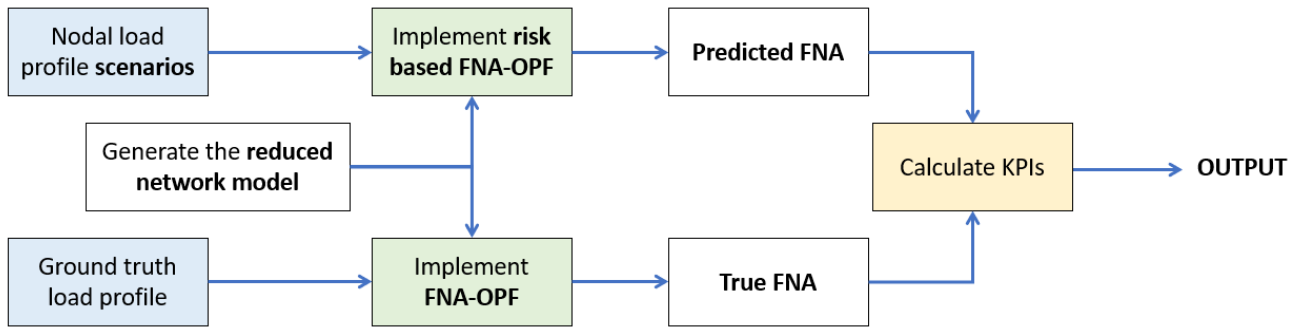 Nodal load
profile scenarios
Implement risk
based FNA-OPF
Predicted FNA
Generate the reduced
network model
Calculate KPIs
OUTPUT
Ground truth
load profile
Implement
FNA-OPF
True FNA